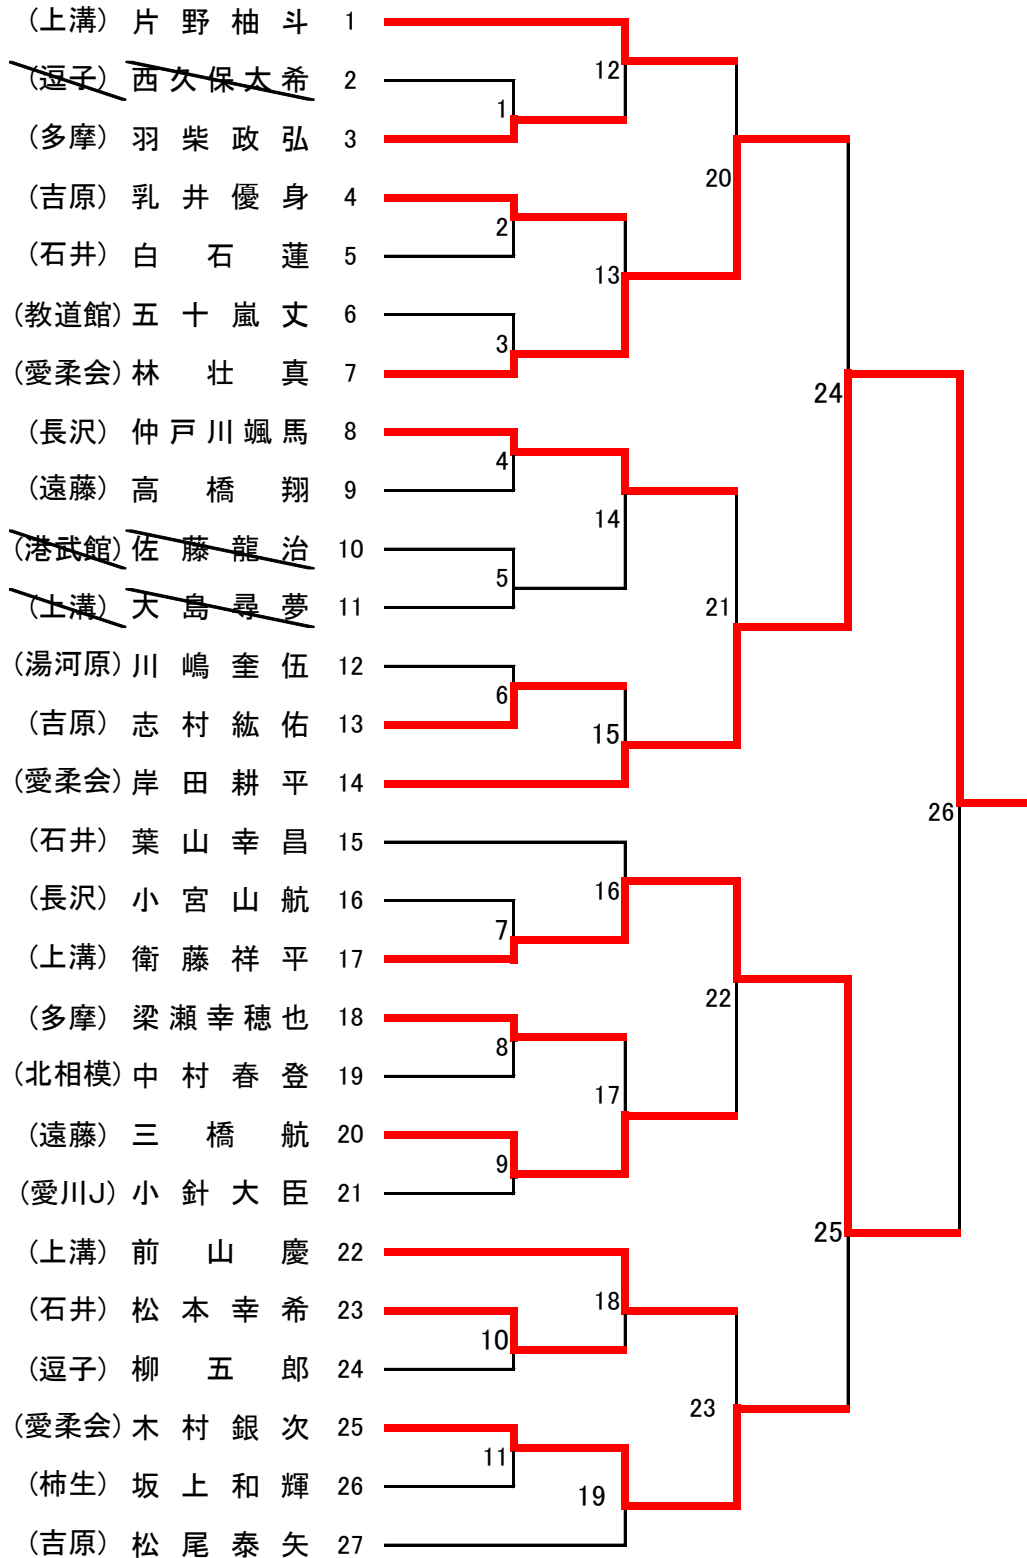 (上溝) 片野柚斗 1
(逗子) 西久保太希 2
(多摩) 羽柴政弘 3
(吉原) 乳井優身 4
(石井) 白石蓮 5
(教道館) 五十嵐丈 6
(愛柔会) 林壮真 7
(長沢) 仲戸川颯馬 8
(遠藤) 高橋翔 9
(港武館) 佐藤龍治 10
(上溝) 大島尋夢 11
(湯河原) 川嶋奎伍 12
(吉原) 志村紘佑 13
(愛柔会) 岸田耕平 14
(石井) 葉山幸昌 15
(長沢) 小宮山航 16
(上溝) 衛藤祥平 17
(多摩) 梁瀬幸穂也 18
(北相模) 中村春登 19
(遠藤) 三橋航 20
(愛川J) 小針大臣 21
(上溝) 前山慶 22
(石井) 松本幸希 23
(逗子) 柳五郎 24
(愛柔会) 木村銀次 25
(柿生) 坂上和輝 26
(吉原) 松尾泰矢 27
1
2
3
4
5
6
7
8
9
10
11
12
13
14
15
16
17
18
19
20
21
22
23
24
25
26